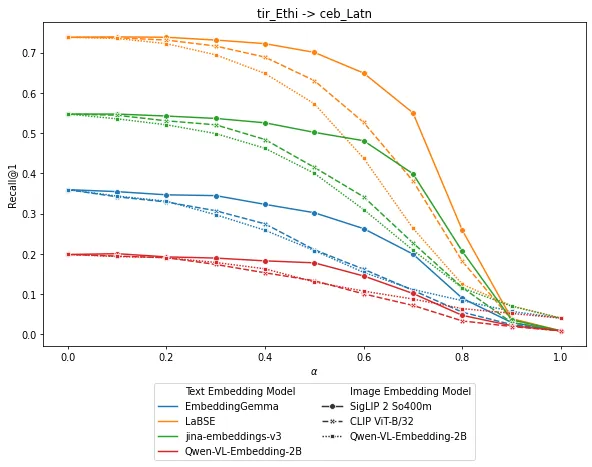 tir_Ethi -> ceb_Latn
0.7
0.6
0.5
0.4
0.3
0.2
0.1
0.0
Recall@1
0.0 0.2 0.4 0.6 0.8 1.0
α
Text Embedding Model
EmbeddingGemma
LaBSE
jina-embeddings-v3
Qwen-VL-Embedding-2B
Image Embedding Model
SigLIP 2 So400m
CLIP ViT-B/32
Qwen-VL-Embedding-2B